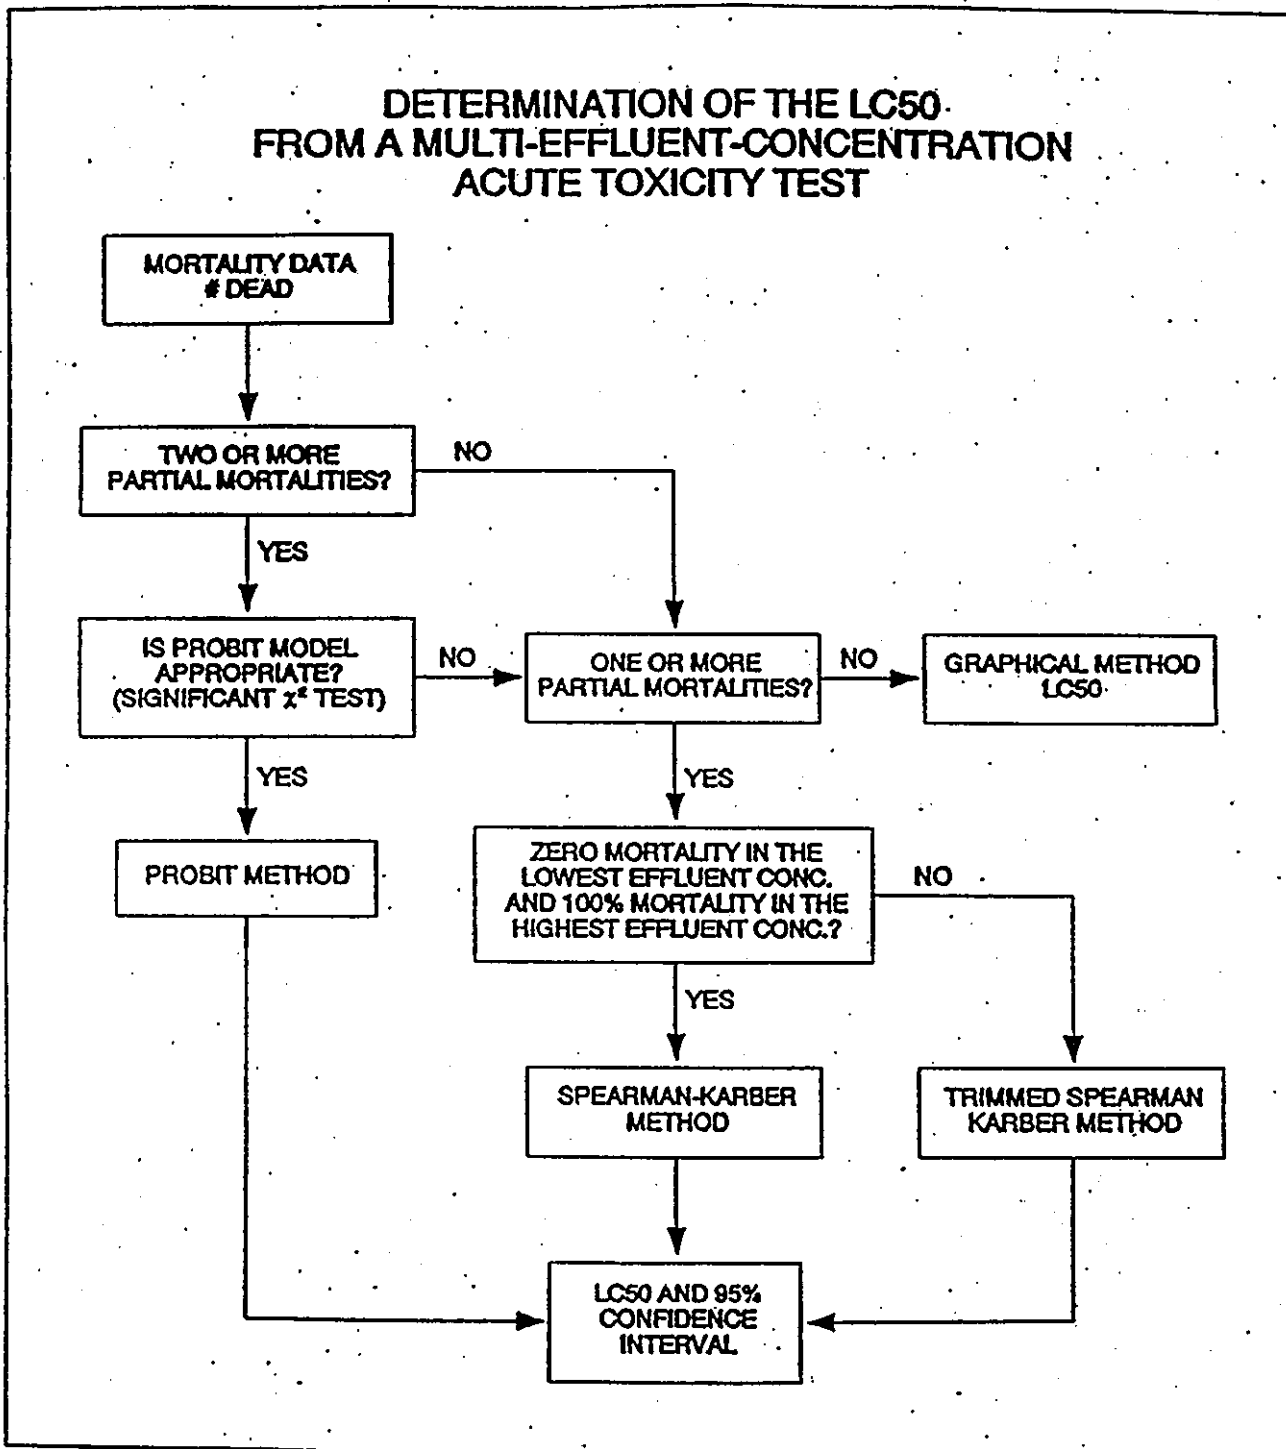 DETERMINATION OF THE LC50
FROM A MULTI-EFFLUENT-CONCENTRATION
ACUTE TOXICITY TEST
MORTALITY DATA
# DEAD
TWO OR MORE
PARTIAL MORTALITIES?
NO
YES
IS PROBIT MODEL
APPROPRIATE?
(SIGNIFICANT χ² TEST)
NO
ONE OR MORE
PARTIAL MORTALITIES?
NO
GRAPHICAL METHOD
LC50
YES
YES
PROBIT METHOD
ZERO MORTALITY IN THE
LOWEST EFFLUENT CONC.
AND 100% MORTALITY IN THE
HIGHEST EFFLUENT CONC.?
NO
YES
SPEARMAN-KARBER
METHOD
TRIMMED SPEARMAN
KARBER METHOD
LC50 AND 95%
CONFIDENCE
INTERVAL